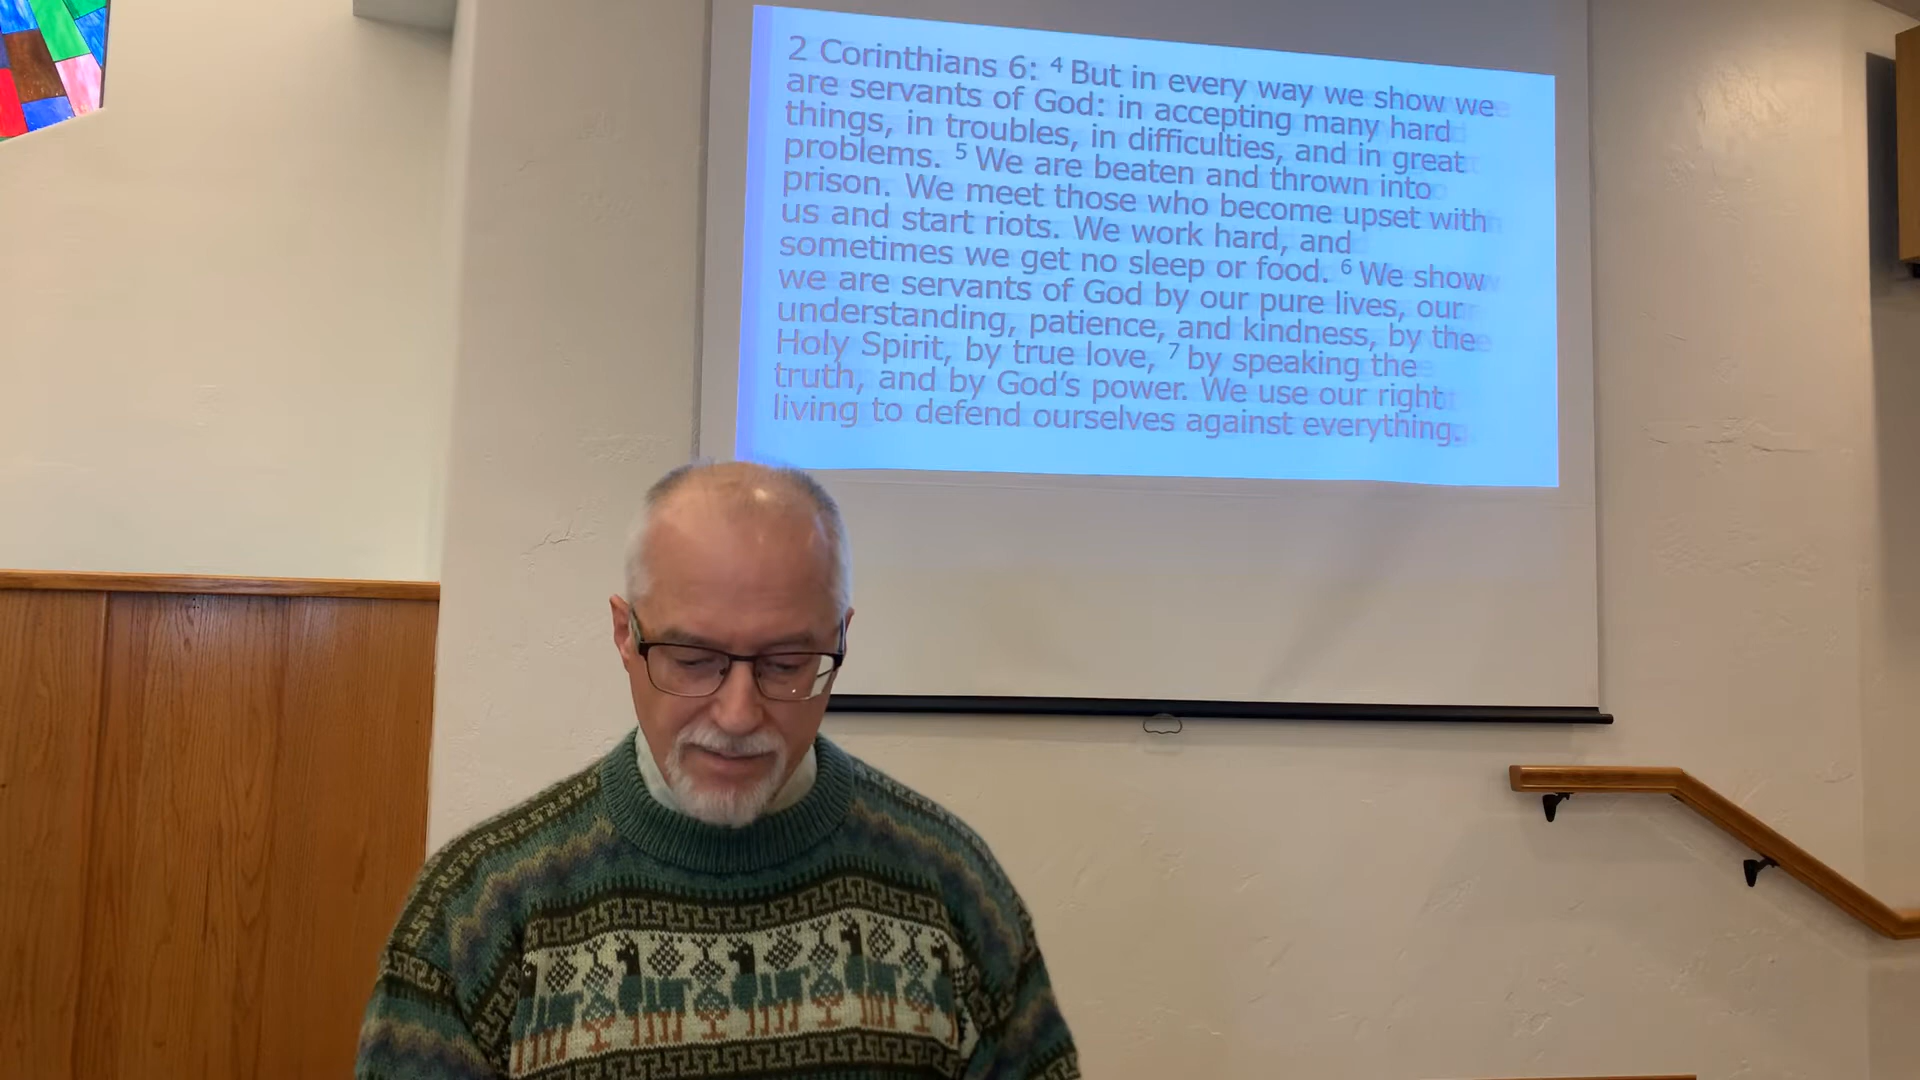 2 Corinthians 6: ⁴ But in every way we show we
are servants of God: in accepting many hard
things, in troubles, in difficulties, and in great
problems. ⁵ We are beaten and thrown into
prison. We meet those who become upset with
us and start riots. We work hard, and
sometimes we get no sleep or food. ⁶ We show
we are servants of God by our pure lives, our
understanding, patience, and kindness, by the
Holy Spirit, by true love, ⁷ by speaking the
truth, and by God’s power. We use our right
living to defend ourselves against everything.